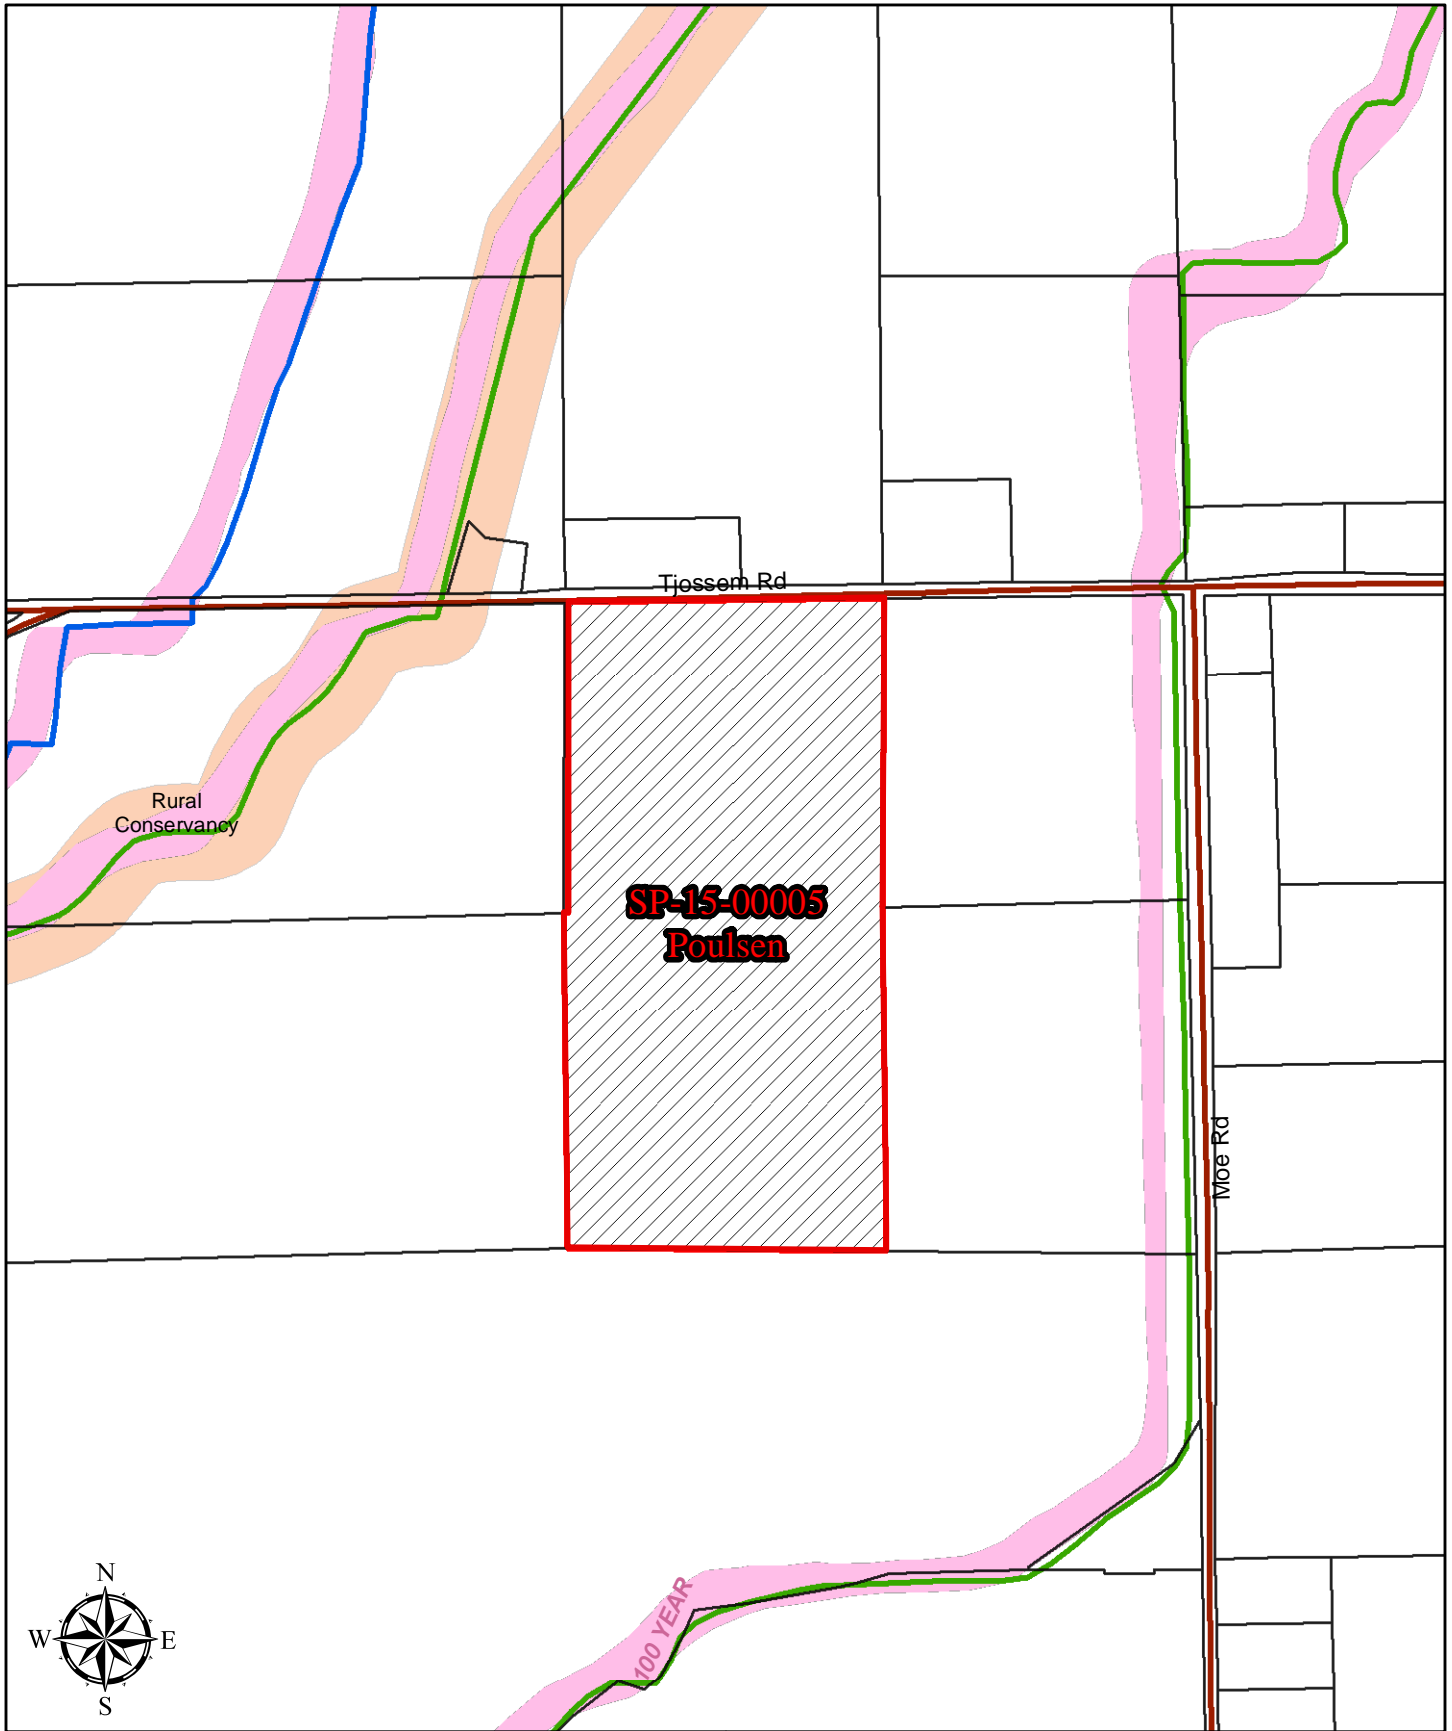 Tjossem Rd
Rural
Conservancy
SP-15-00005
Poulsen
Moe Rd
100 YEAR
N
W E
S